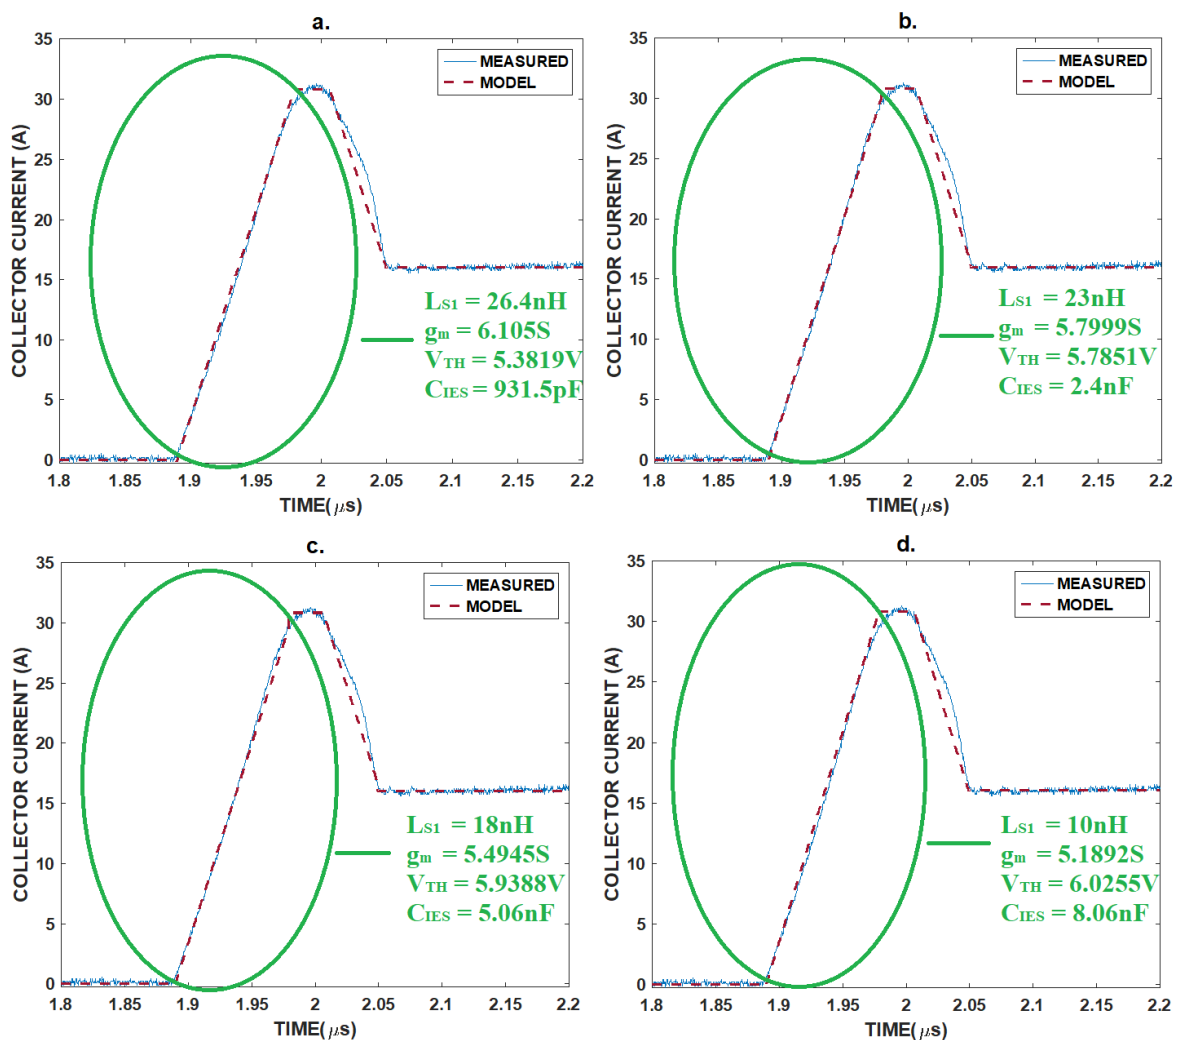 a.
35
30
25
20
15
10
5
0
COLLECTOR CURRENT (A)
MEASURED
MODEL
LS1 = 26.4nH
gm = 6.105S
VTH = 5.3819V
CIES = 931.5pF
1.8 1.85 1.9 1.95 2 2.05 2.1 2.15 2.2
TIME(μs)
b.
35
30
25
20
15
10
5
0
COLLECTOR CURRENT (A)
MEASURED
MODEL
LS1 = 23nH
gm = 5.7999S
VTH = 5.7851V
CIES = 2.4nF
1.8 1.85 1.9 1.95 2 2.05 2.1 2.15 2.2
TIME(μs)
c.
35
30
25
20
15
10
5
0
COLLECTOR CURRENT (A)
MEASURED
MODEL
LS1 = 18nH
gm = 5.4945S
VTH = 5.9388V
CIES = 5.06nF
1.8 1.85 1.9 1.95 2 2.05 2.1 2.15 2.2
TIME(μs)
d.
35
30
25
20
15
10
5
0
COLLECTOR CURRENT (A)
MEASURED
MODEL
LS1 = 10nH
gm = 5.1892S
VTH = 6.0255V
CIES = 8.06nF
1.8 1.85 1.9 1.95 2 2.05 2.1 2.15 2.2
TIME(μs)